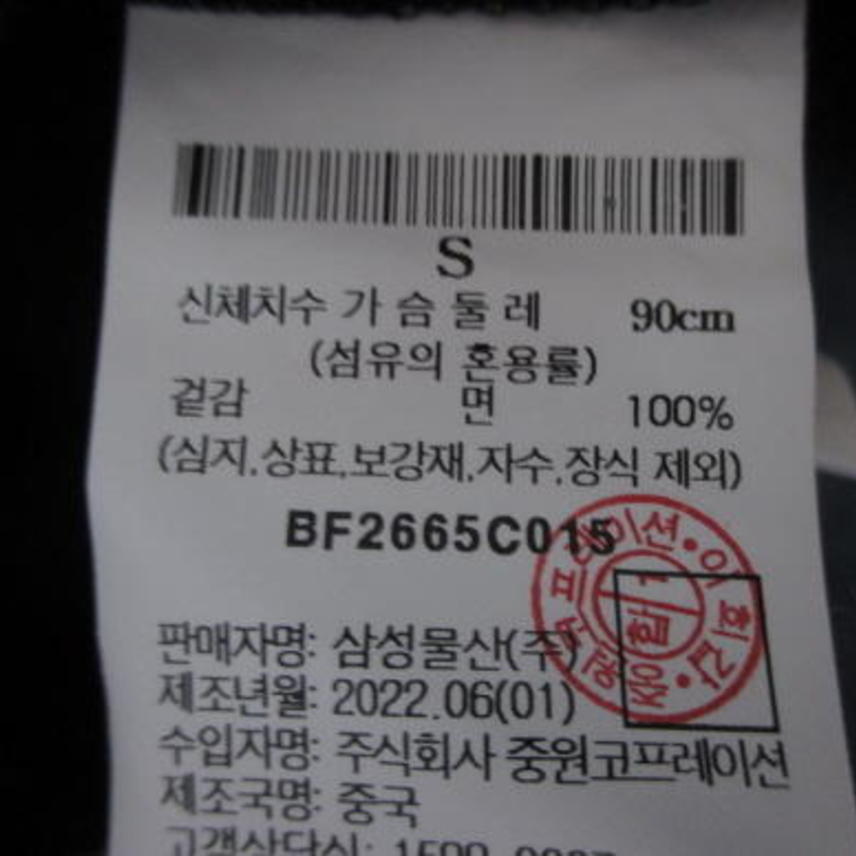 S
신체치수 가 슴 둘 레 90cm
(섬유의 혼용률)
겉감 면 100%
(심지.상표.보강재.자수.장식 제외)
BF2665C015
판매자명: 삼성물산(주)
제조년월: 2022.06(01)
수입자명: 주식회사 중원코프레이션
제조국명: 중국